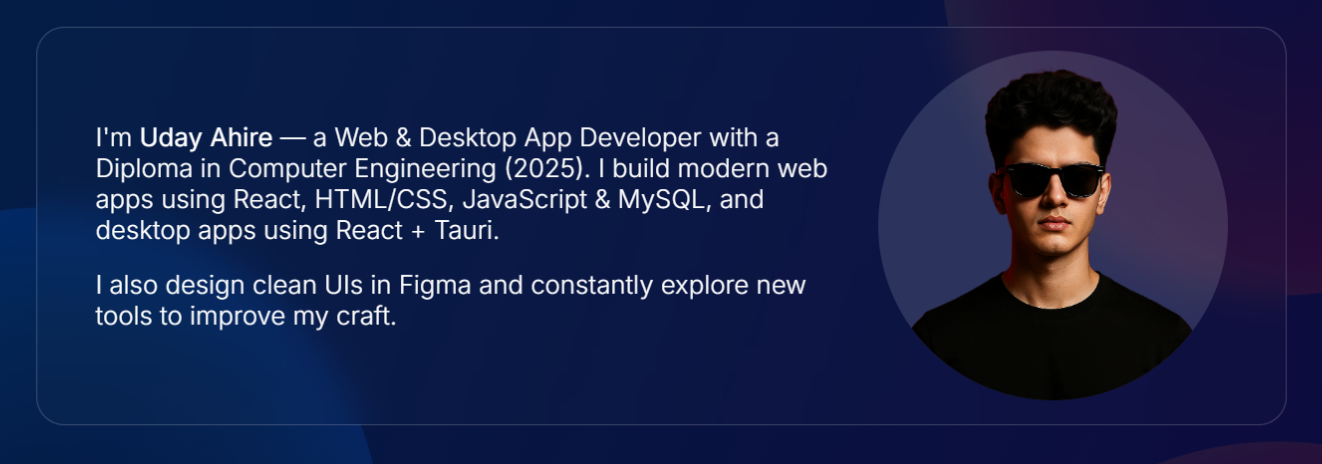 I'm Uday Ahire — a Web & Desktop App Developer with a
Diploma in Computer Engineering (2025). I build modern web
apps using React, HTML/CSS, JavaScript & MySQL, and
desktop apps using React + Tauri.
I also design clean UIs in Figma and constantly explore new
tools to improve my craft.